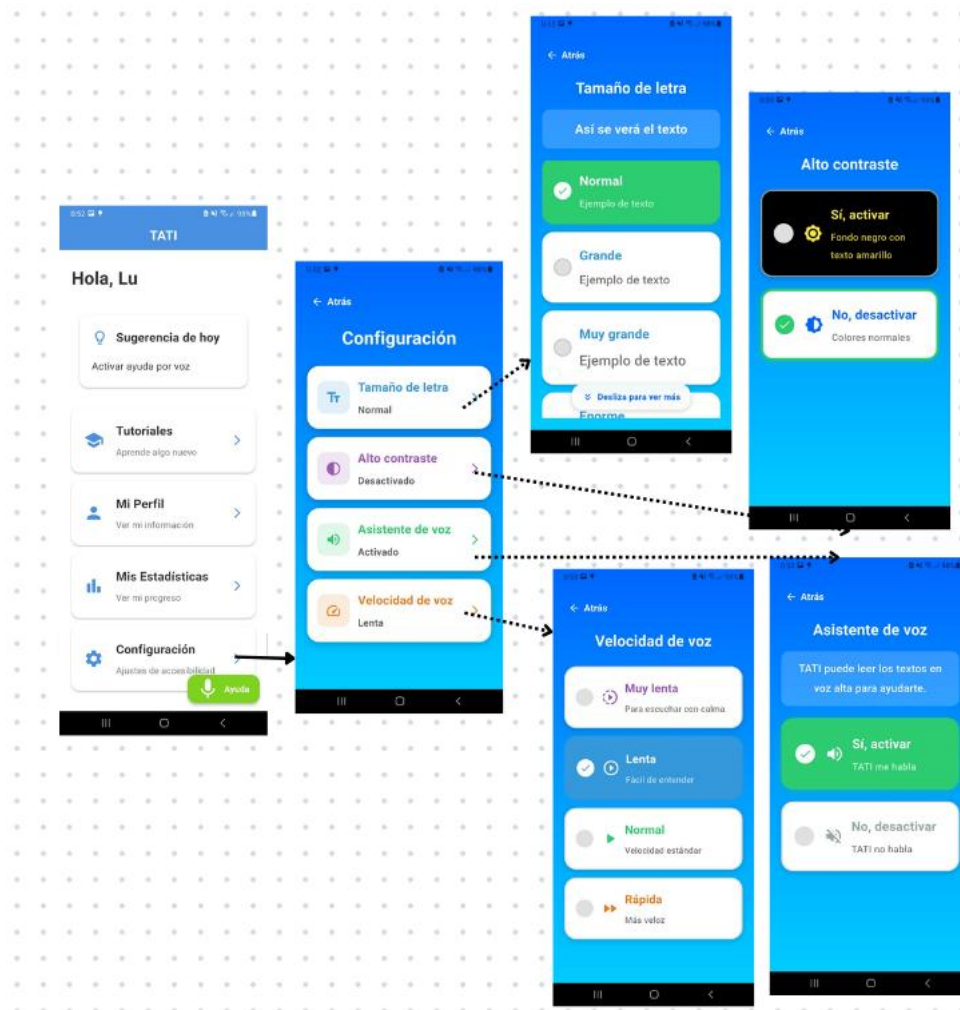 0:52
98%
TATI
Hola, Lu
Sugerencia de hoy
Activar ayuda por voz
Tutoriales
Aprende algo nuevo
Mi Perfil
Ver mi información
Mis Estadísticas
Ver mi progreso
Configuración
Ajustes de accesibilidad
Ayuda
← Atrás
Configuración
Tamaño de letra
Normal
Alto contraste
Desactivado
Asistente de voz
Activado
Velocidad de voz
Lenta
← Atrás
Tamaño de letra
Así se verá el texto
Normal
Ejemplo de texto
Grande
Ejemplo de texto
Muy grande
Ejemplo de texto
Desliza para ver más
Enorme
← Atrás
Alto contraste
Sí, activar
Fondo negro con
texto amarillo
No, desactivar
Colores normales
← Atrás
Velocidad de voz
Muy lenta
Para escuchar con calma
Lenta
Fácil de entender
Normal
Velocidad estándar
Rápida
Más veloz
← Atrás
Asistente de voz
TATI puede leer los textos en
voz alta para ayudarte.
Sí, activar
TATI me habla
No, desactivar
TATI no habla